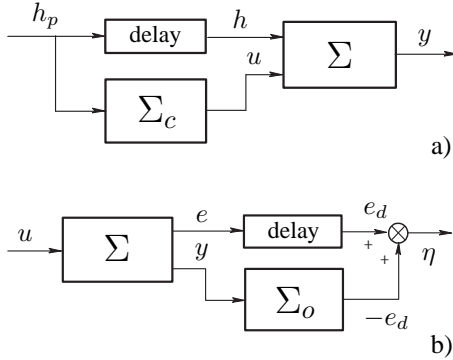 h_p delay h
Σ y
u
Σ_c
a)
e delay e_d
u Σ + η
y +
Σ_o -e_d
b)